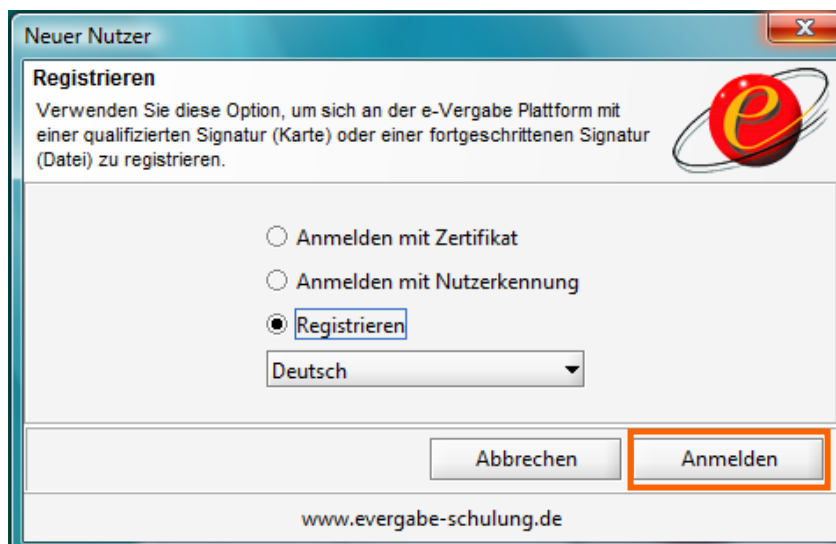 Neuer Nutzer
x
Registrieren
Verwenden Sie diese Option, um sich an der e-Vergabe Plattform mit
einer qualifizierten Signatur (Karte) oder einer fortgeschrittenen Signatur
(Datei) zu registrieren.
e
Anmelden mit Zertifikat
Anmelden mit Nutzerkennung
Registrieren
Deutsch
Abbrechen
Anmelden
www.evergabe-schulung.de